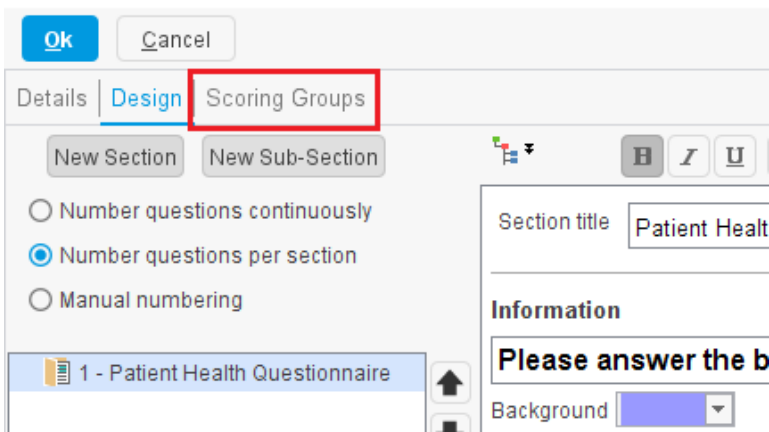 Ok Cancel
Details Design Scoring Groups
New Section New Sub-Section
B I U
Number questions continuously
Number questions per section
Manual numbering
1 - Patient Health Questionnaire
Section title Patient Healt
Information
Please answer the b
Background